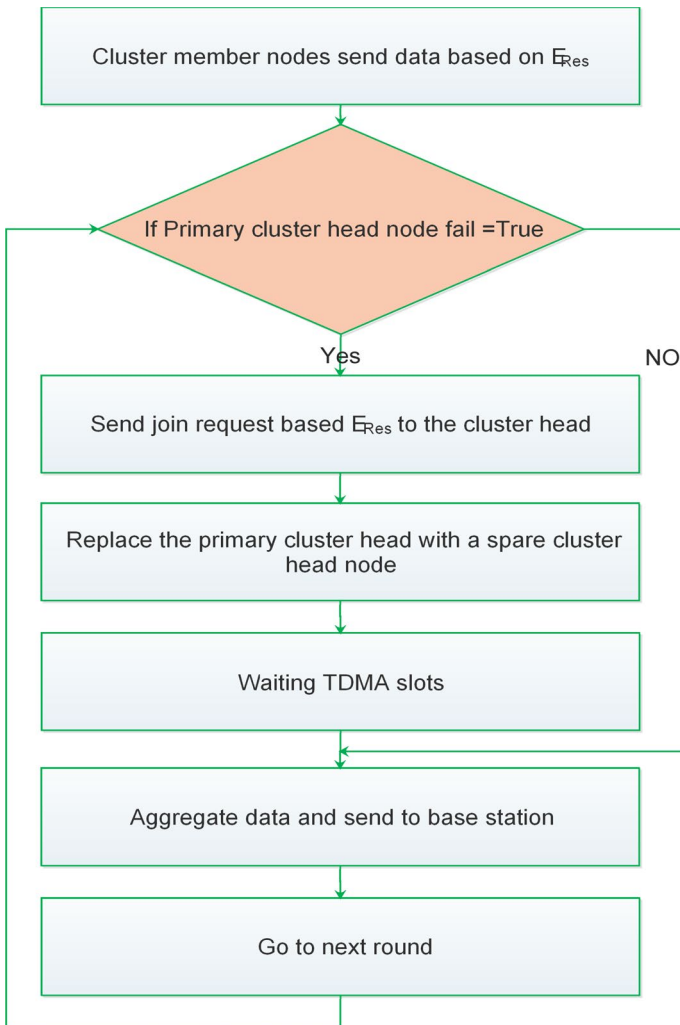 Cluster member nodes send data based on E_Res
If Primary cluster head node fail =True
Yes
NO
Send join request based E_Res to the cluster head
Replace the primary cluster head with a spare cluster
head node
Waiting TDMA slots
Aggregate data and send to base station
Go to next round